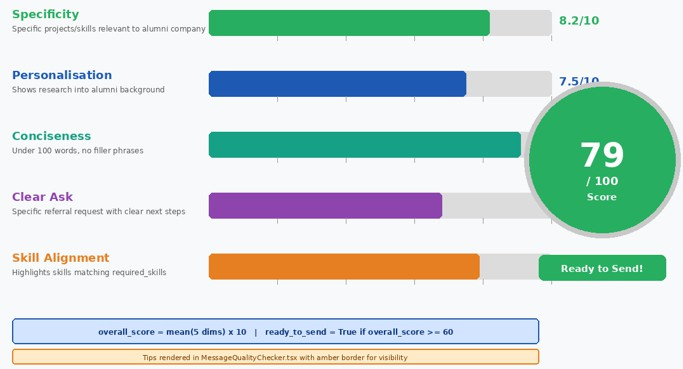 Specificity
Specific projects/skills relevant to alumni company
8.2/10
Personalisation
Shows research into alumni background
7.5/10
Conciseness
Under 100 words, no filler phrases
79
/ 100
Score
Clear Ask
Specific referral request with clear next steps
Skill Alignment
Highlights skills matching required_skills
Ready to Send!
overall_score = mean(5 dims) x 10 | ready_to_send = True if overall_score >= 60
Tips rendered in MessageQualityChecker.tsx with amber border for visibility